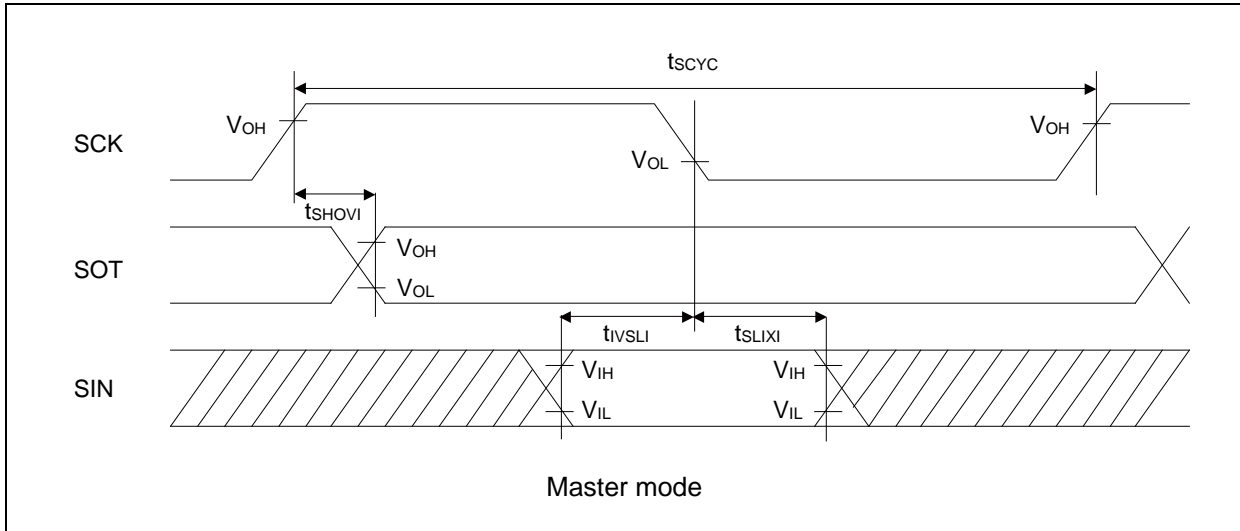 tSCYC
SCK
VOH
VOL
VOH
tSHOVI
SOT
VOH
VOL
tIVSLI
tSLIXI
SIN
VIH
VIL
VIH
VIL
Master mode